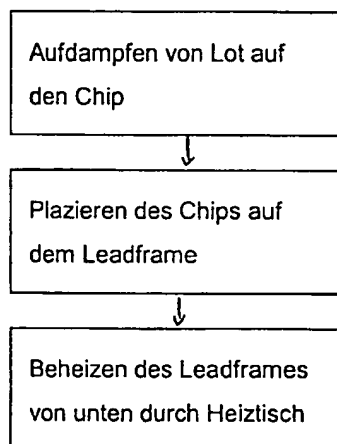 Aufdampfen von Lot auf
den Chip
Plazieren des Chips auf
dem Leadframe
Beheizen des Leadframes
von unten durch Heiztisch